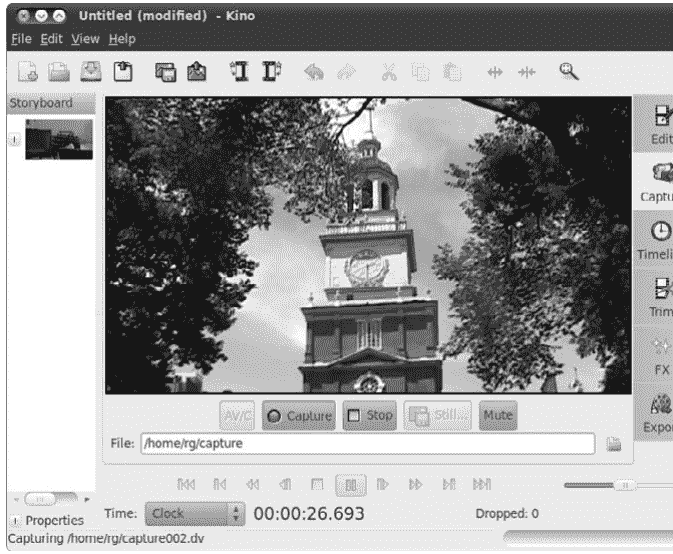 Untitled (modified) - Kino
File Edit View Help
Storyboard
Edit
Captu
Timeli
Trim
FX
Expor
AV/C Capture Stop Still... Mute
File: /home/rg/capture
Time: Clock 00:00:26.693 Dropped: 0
Properties
Capturing /home/rg/capture002.dv